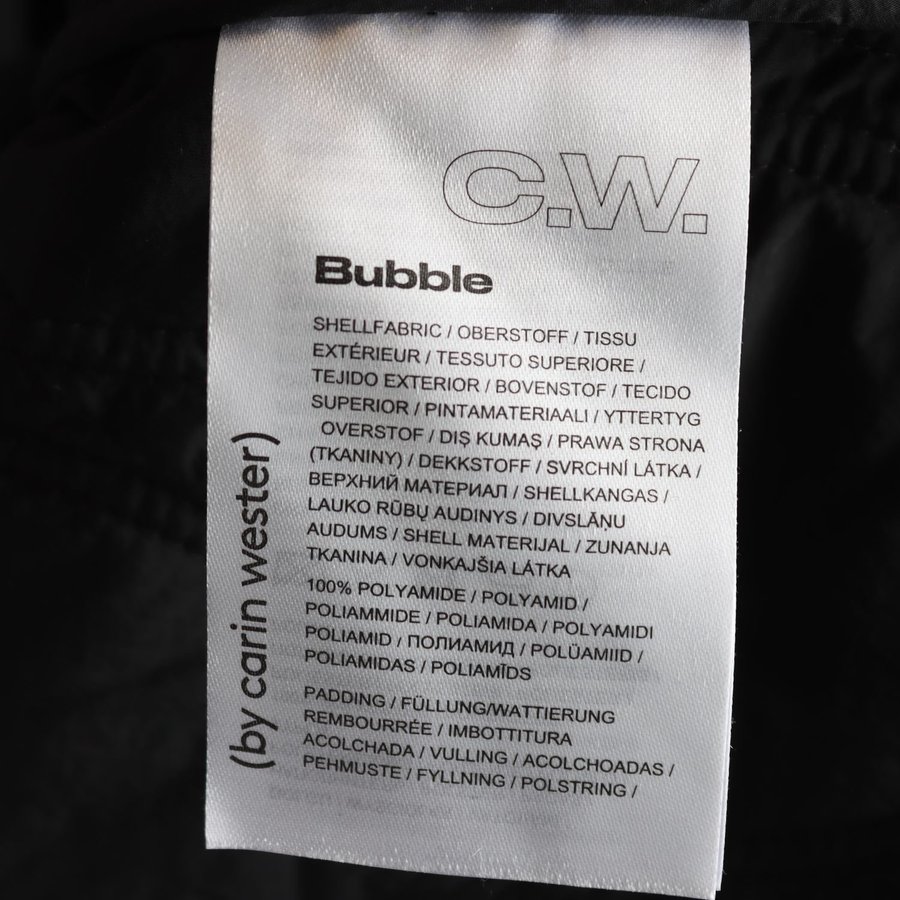 C.W.
Bubble
SHELLFABRIC / OBERSTOFF / TISSU
EXTÉRIEUR / TESSUTO SUPERIORE /
TEJIDO EXTERIOR / BOVENSTOF / TECIDO
SUPERIOR / PINTAMATERIAALI / YTTERTYG
OVERSTOF / DIŞ KUMAŞ / PRAWA STRONA
(TKANINY) / DEKKSTOFF / SVRCHNÍ LÁTKA /
ВЕРХНИЙ МАТЕРИАЛ / SHELLKANGAS /
LAUKO RŪBŲ AUDINYS / DIVSLĀŅU
AUDUMS / SHELL MATERIJAL / ZUNANJA
TKANINA / VONKAJŠIA LÁTKA
100% POLYAMIDE / POLYAMID /
POLIAMMIDE / POLIAMIDA / POLYAMIDI
POLIAMID / ПОЛИАМИД / POLÜAMIID /
POLIAMIDAS / POLIAMĪDS
PADDING / FÜLLUNG/WATTIERUNG
REMBOURRÉE / IMBOTTITURA
ACOLCHADA / VULLING / ACOLCHOADAS /
PEHMUSTE / FYLLNING / POLSTRING /
(by carin wester)